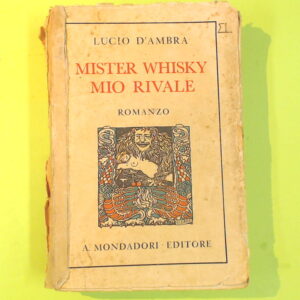 LUCIO D'AMBRA
MISTER WHISKY
MIO RIVALE
ROMANZO
A. MONDADORI · EDITORE